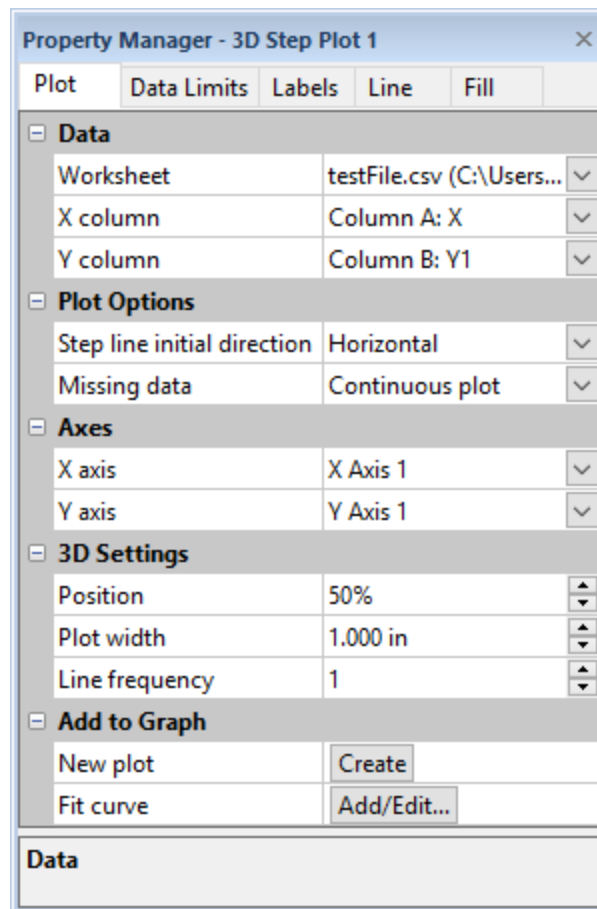 Property Manager - 3D Step Plot 1
Plot Data Limits Labels Line Fill
Data
Worksheet testFile.csv (C:\Users...
X column Column A: X
Y column Column B: Y1
Plot Options
Step line initial direction Horizontal
Missing data Continuous plot
Axes
X axis X Axis 1
Y axis Y Axis 1
3D Settings
Position 50%
Plot width 1.000 in
Line frequency 1
Add to Graph
New plot Create
Fit curve Add/Edit...
Data